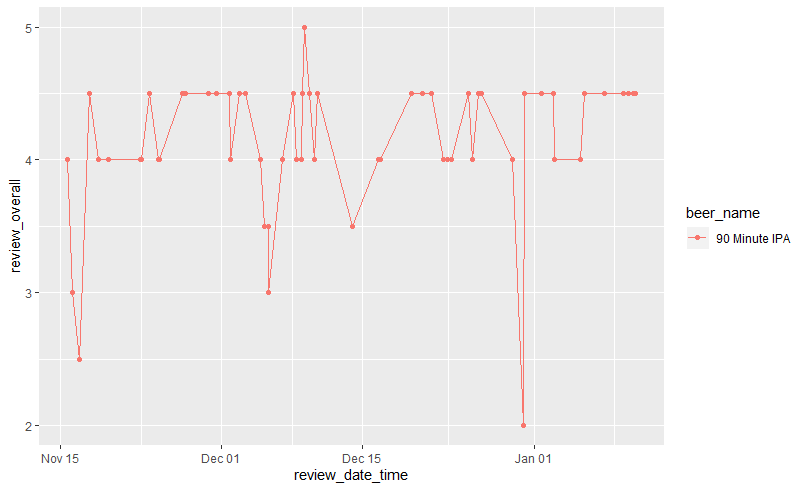 5
4
3
2
review_overall
Nov 15
Dec 01
Dec 15
Jan 01
review_date_time
beer_name
90 Minute IPA